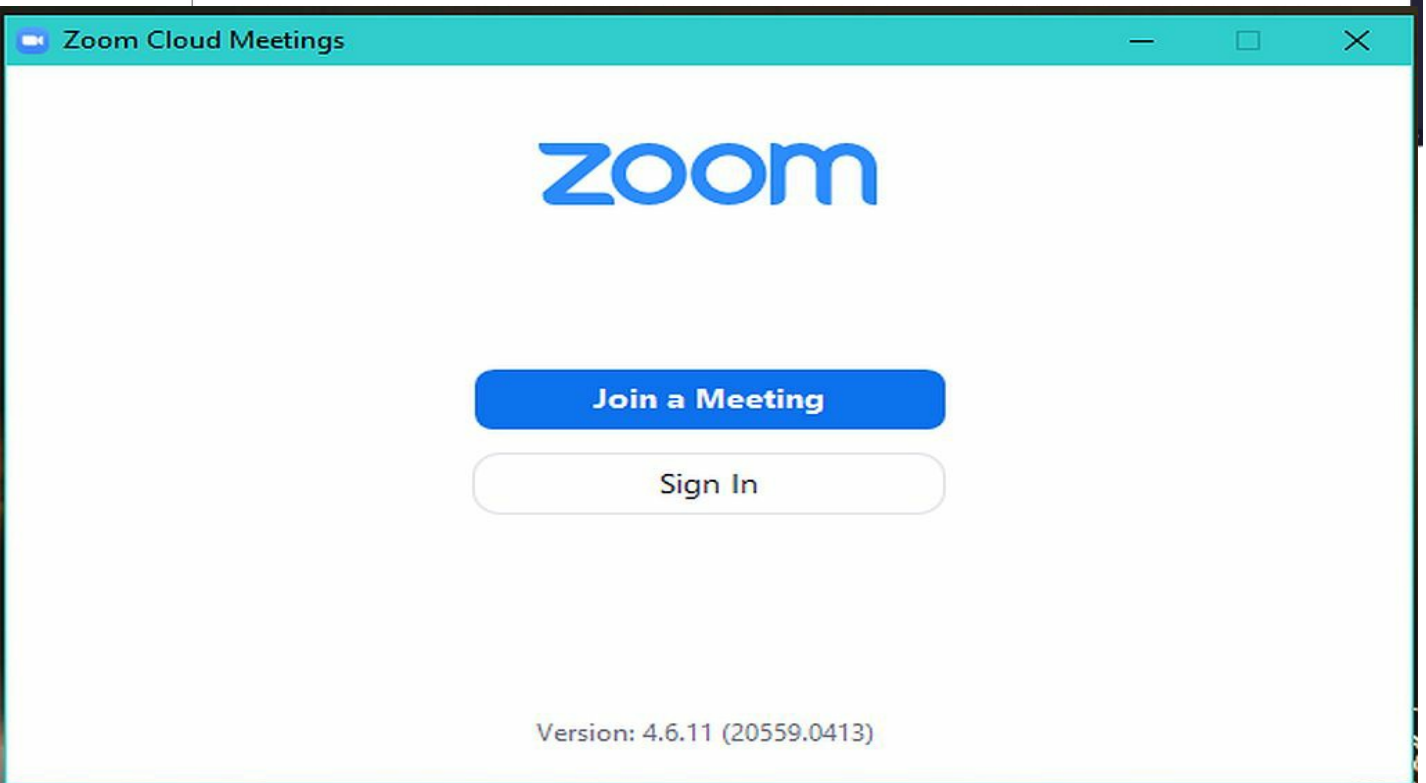 Zoom Cloud Meetings
zoom
Join a Meeting
Sign In
Version: 4.6.11 (20559.0413)